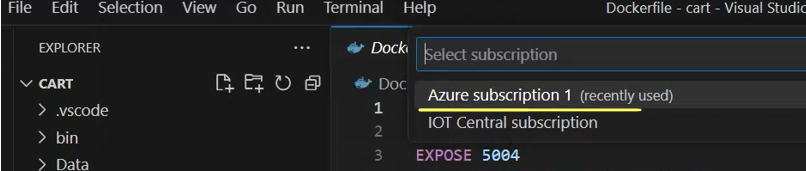 File Edit Selection View Go Run Terminal Help Dockerfile - cart - Visual Studio
EXPLORER ... Docke
Select subscription
CART Doc
Azure subscription 1 (recently used)
.vscode 1
IOT Central subscription
bin 2
Data 3 EXPOSE 5004